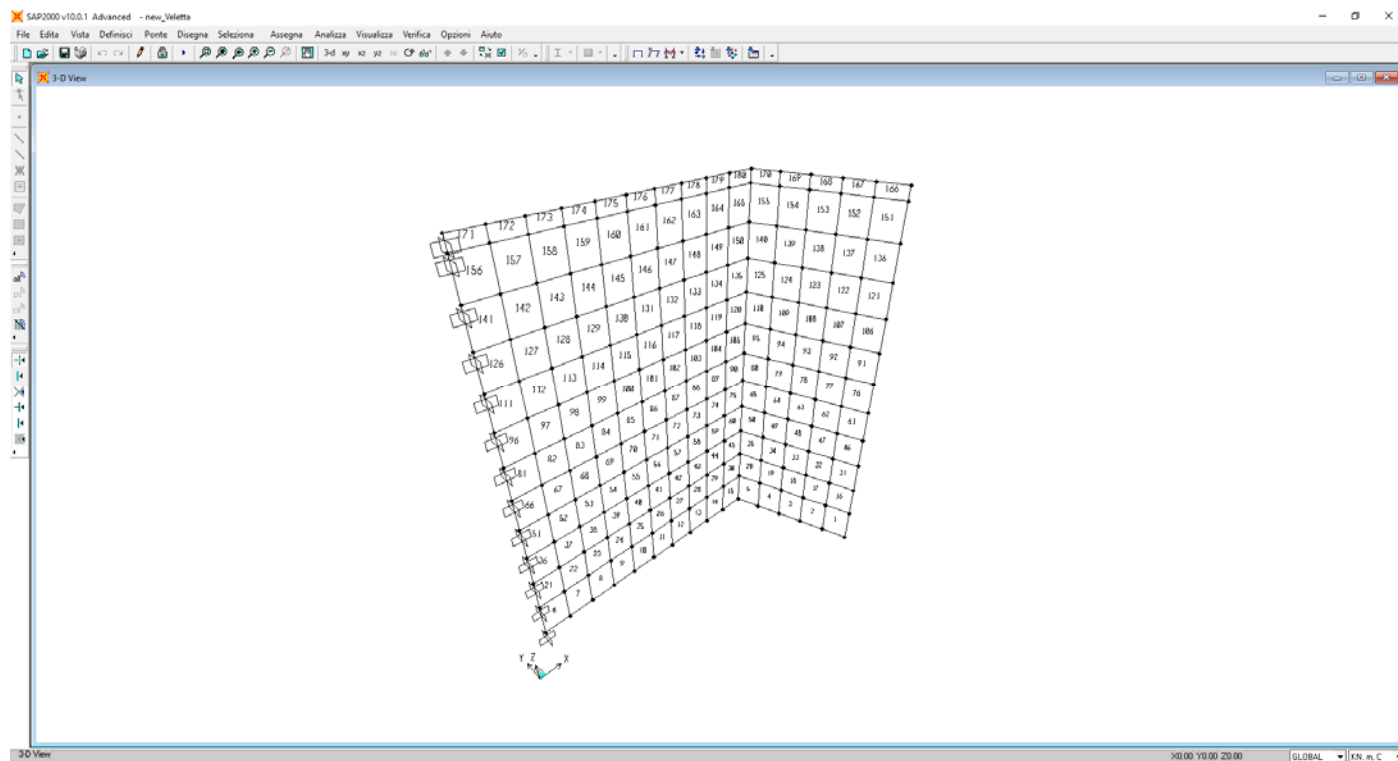 SAP2000 v10.0.1 Advanced - new_Veletta
File Edita Vista Definisci Ponte Disegna Seleziona Assegna Analizza Visualizza Verifica Opzioni Aiuto
3-d xy xz yz
3-D View
171 172 173 174 175 176 177 178 179 180 170 169 168 167 166
156 157 158 159 160 161 162 163 164 165 155 154 153 152 151
141 142 143 144 145 146 147 148 149 150 140 139 138 137 136
126 127 128 129 130 131 132 133 134 135 125 124 123 122 121
111 112 113 114 115 116 117 118 119 120 110 109 108 107 106
96 97 98 99 100 101 102 103 104 105 95 94 93 92 91
81 82 83 84 85 86 87 88 89 90 80 79 78 77 76
66 67 68 69 70 71 72 73 74 75 65 64 63 62 61
51 52 53 54 55 56 57 58 59 60 50 49 48 47 46
36 37 38 39 40 41 42 43 44 45 35 34 33 32 31
21 22 23 24 25 26 27 28 29 30 20 19 18 17 16
6 7 8 9 10 11 12 13 14 15 5 4 3 2 1
Y Z X
3-D View X0.00 Y0.00 Z0.00 GLOBAL KN, m, C